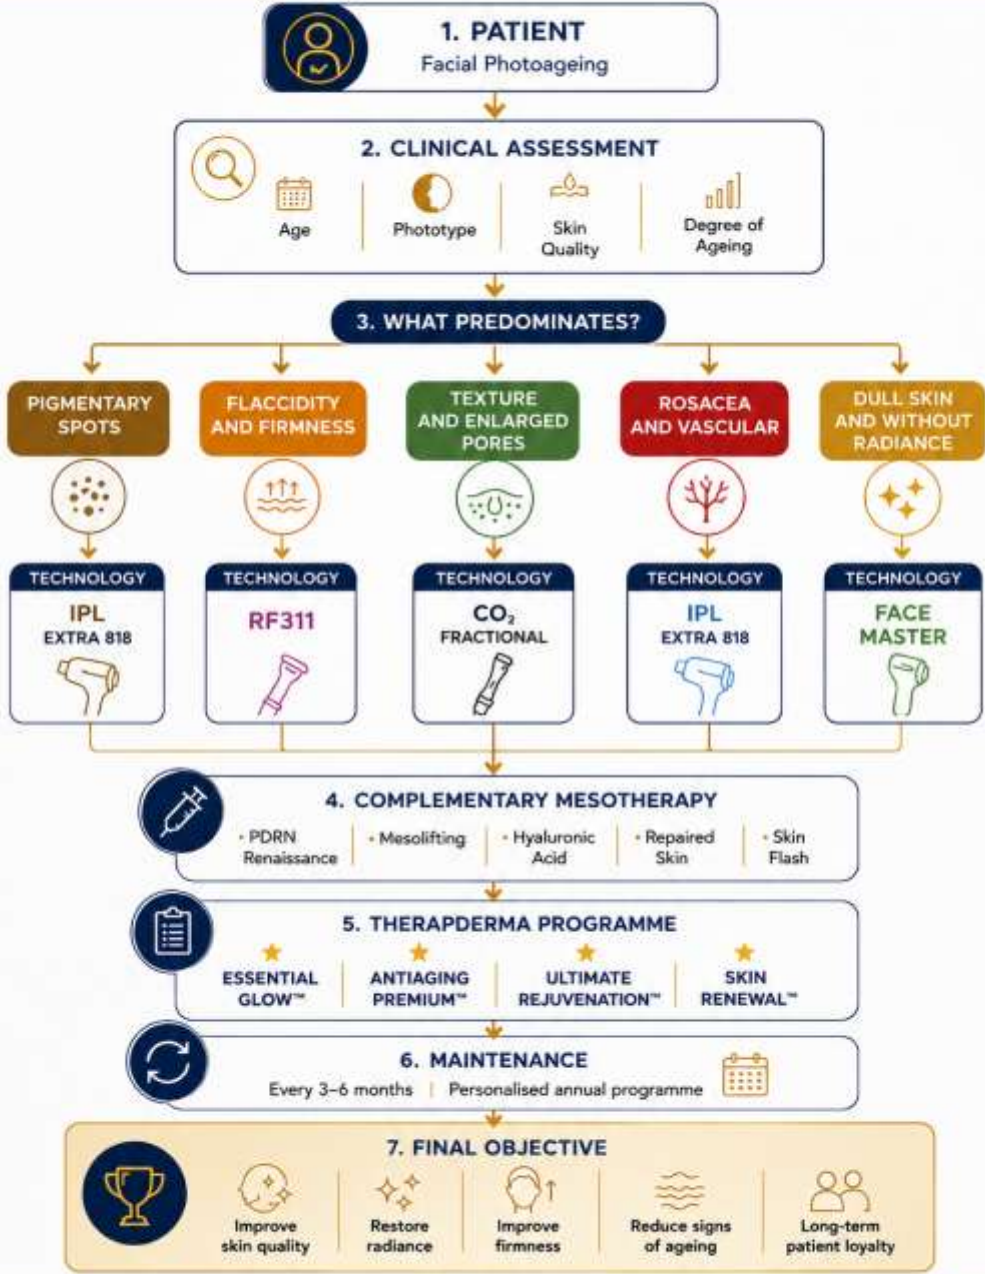 1. PATIENT
Facial Photoageing
2. CLINICAL ASSESSMENT
Age
Phototype
Skin
Quality
Degree of
Ageing
3. WHAT PREDOMINATES?
PIGMENTARY
SPOTS
FLACCIDITY
AND FIRMNESS
TEXTURE
AND ENLARGED
PORES
ROSACEA
AND VASCULAR
DULL SKIN
AND WITHOUT
RADIANCE
TECHNOLOGY
IPL
EXTRA 818
TECHNOLOGY
RF311
TECHNOLOGY
CO₂
FRACTIONAL
TECHNOLOGY
IPL
EXTRA 818
TECHNOLOGY
FACE
MASTER
4. COMPLEMENTARY MESOTHERAPY
• PDRN
Renaissance
• Mesolifting
• Hyaluronic
Acid
• Repaired
Skin
• Skin
Flash
5. THERAPDERMA PROGRAMME
ESSENTIAL
GLOW™
ANTIAGING
PREMIUM™
ULTIMATE
REJUVENATION™
SKIN
RENEWAL™
6. MAINTENANCE
Every 3–6 months | Personalised annual programme
7. FINAL OBJECTIVE
Improve
skin quality
Restore
radiance
Improve
firmness
Reduce signs
of ageing
Long-term
patient loyalty